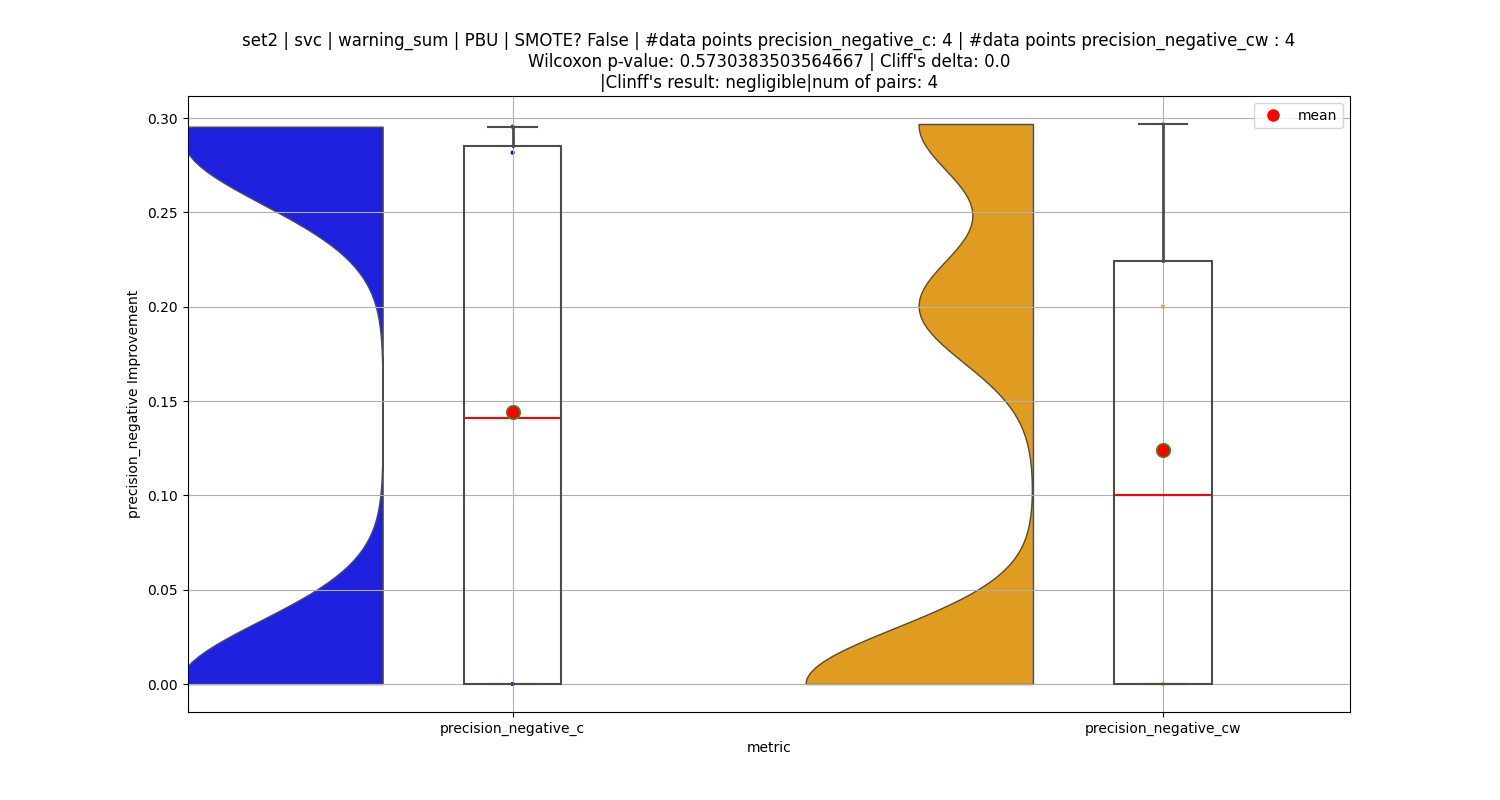 set2 | svc | warning_sum | PBU | SMOTE? False | #data points precision_negative_c: 4 | #data points precision_negative_cw : 4
Wilcoxon p-value: 0.5730383503564667 | Cliff's delta: 0.0
|Clinff's result: negligible|num of pairs: 4
mean
0.30
0.25
0.20
0.15
0.10
0.05
0.00
precision_negative Improvement
precision_negative_c
precision_negative_cw
metric